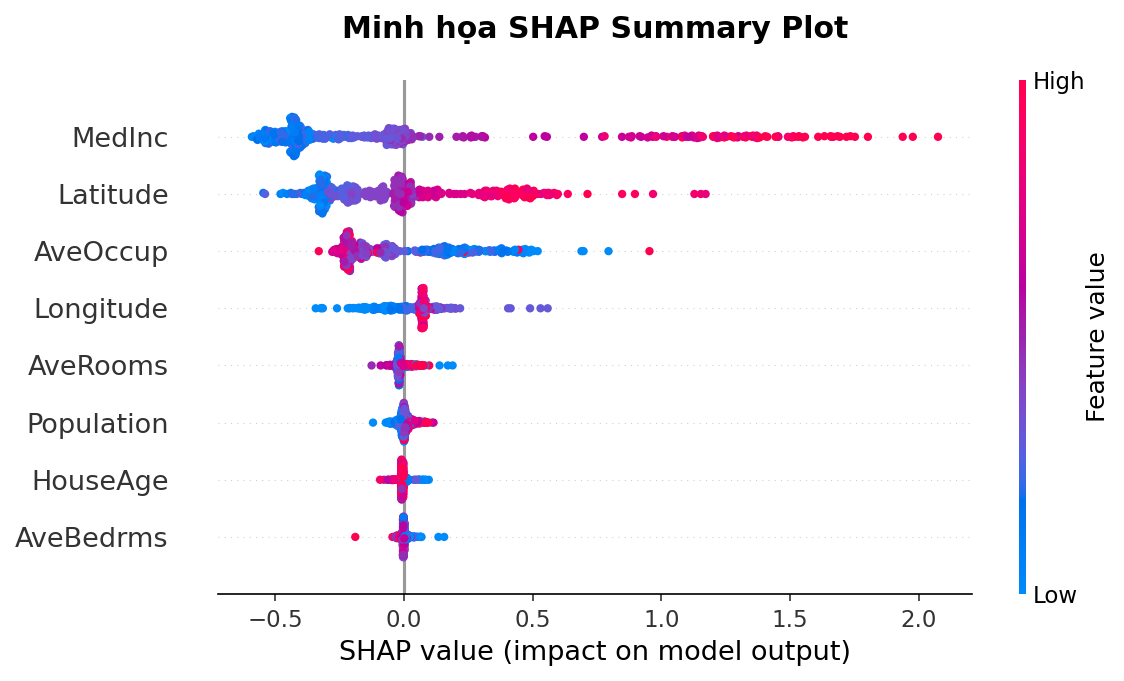 Minh họa SHAP Summary Plot
High
MedInc
Latitude
AveOccup
Longitude
AveRooms
Population
HouseAge
AveBedrms
Feature value
Low
−0.5 0.0 0.5 1.0 1.5 2.0
SHAP value (impact on model output)